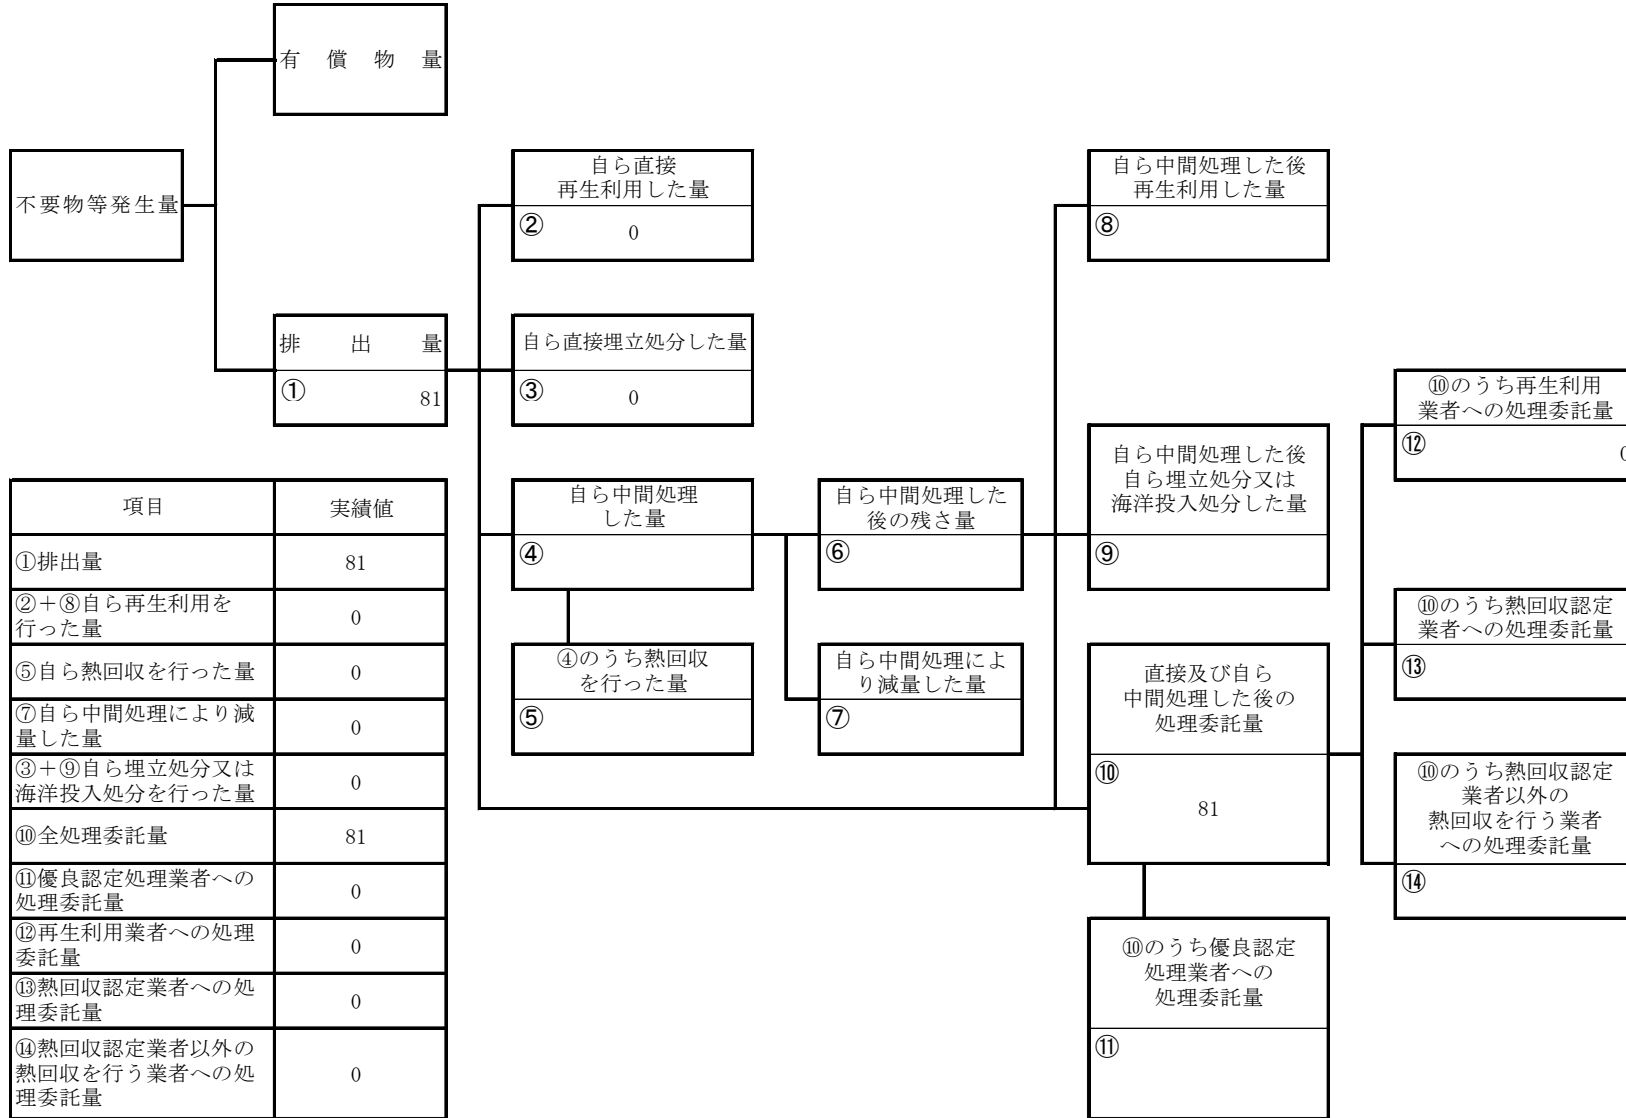 有償物量
不要物等発生量
自ら直接
再生利用した量
②
0
自ら中間処理した後
再生利用した量
⑧
排出量
①
81
自ら直接埋立処分した量
③
0
⑩のうち再生利用
業者への処理委託量
⑫
0
自ら中間処理
した量
④
自ら中間処理した
後の残さ量
⑥
自ら中間処理した後
自ら埋立処分又は
海洋投入処分した量
⑨
⑩のうち熱回収認定
業者への処理委託量
⑬
④のうち熱回収
を行った量
⑤
自ら中間処理によ
り減量した量
⑦
直接及び自ら
中間処理した後の
処理委託量
⑩
81
⑩のうち熱回収認定
業者以外の
熱回収を行う業者
への処理委託量
⑭
⑩のうち優良認定
処理業者への
処理委託量
⑪
項目
実績値
①排出量
81
②＋⑧自ら再生利用を
行った量
0
⑤自ら熱回収を行った量
0
⑦自ら中間処理により減
量した量
0
③＋⑨自ら埋立処分又は
海洋投入処分を行った量
0
⑩全処理委託量
81
⑪優良認定処理業者への
処理委託量
0
⑫再生利用業者への処理
委託量
0
⑬熱回収認定業者への処
理委託量
0
⑭熱回収認定業者以外の
熱回収を行う業者への処
理委託量
0